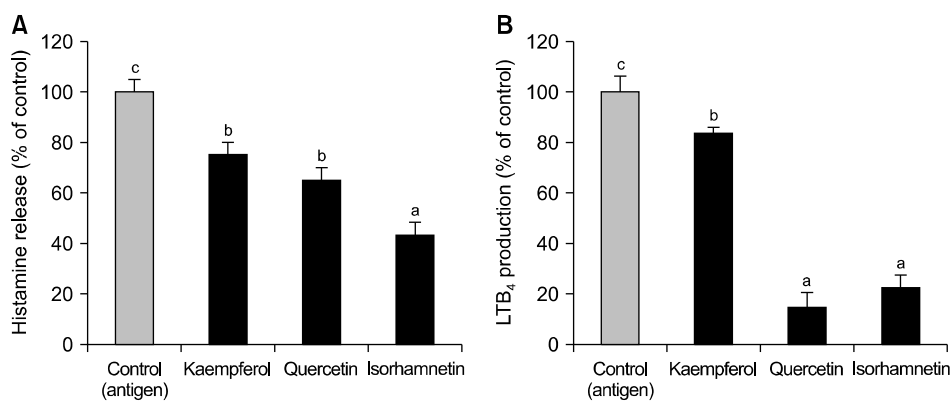 A
Histamine release (% of control)
120
100
80
60
40
20
0
c
b
b
a
Control
(antigen)
Kaempferol
Quercetin
Isorhamnetin
B
LTB₄ production (% of control)
120
100
80
60
40
20
0
c
b
a
a
Control
(antigen)
Kaempferol
Quercetin
Isorhamnetin